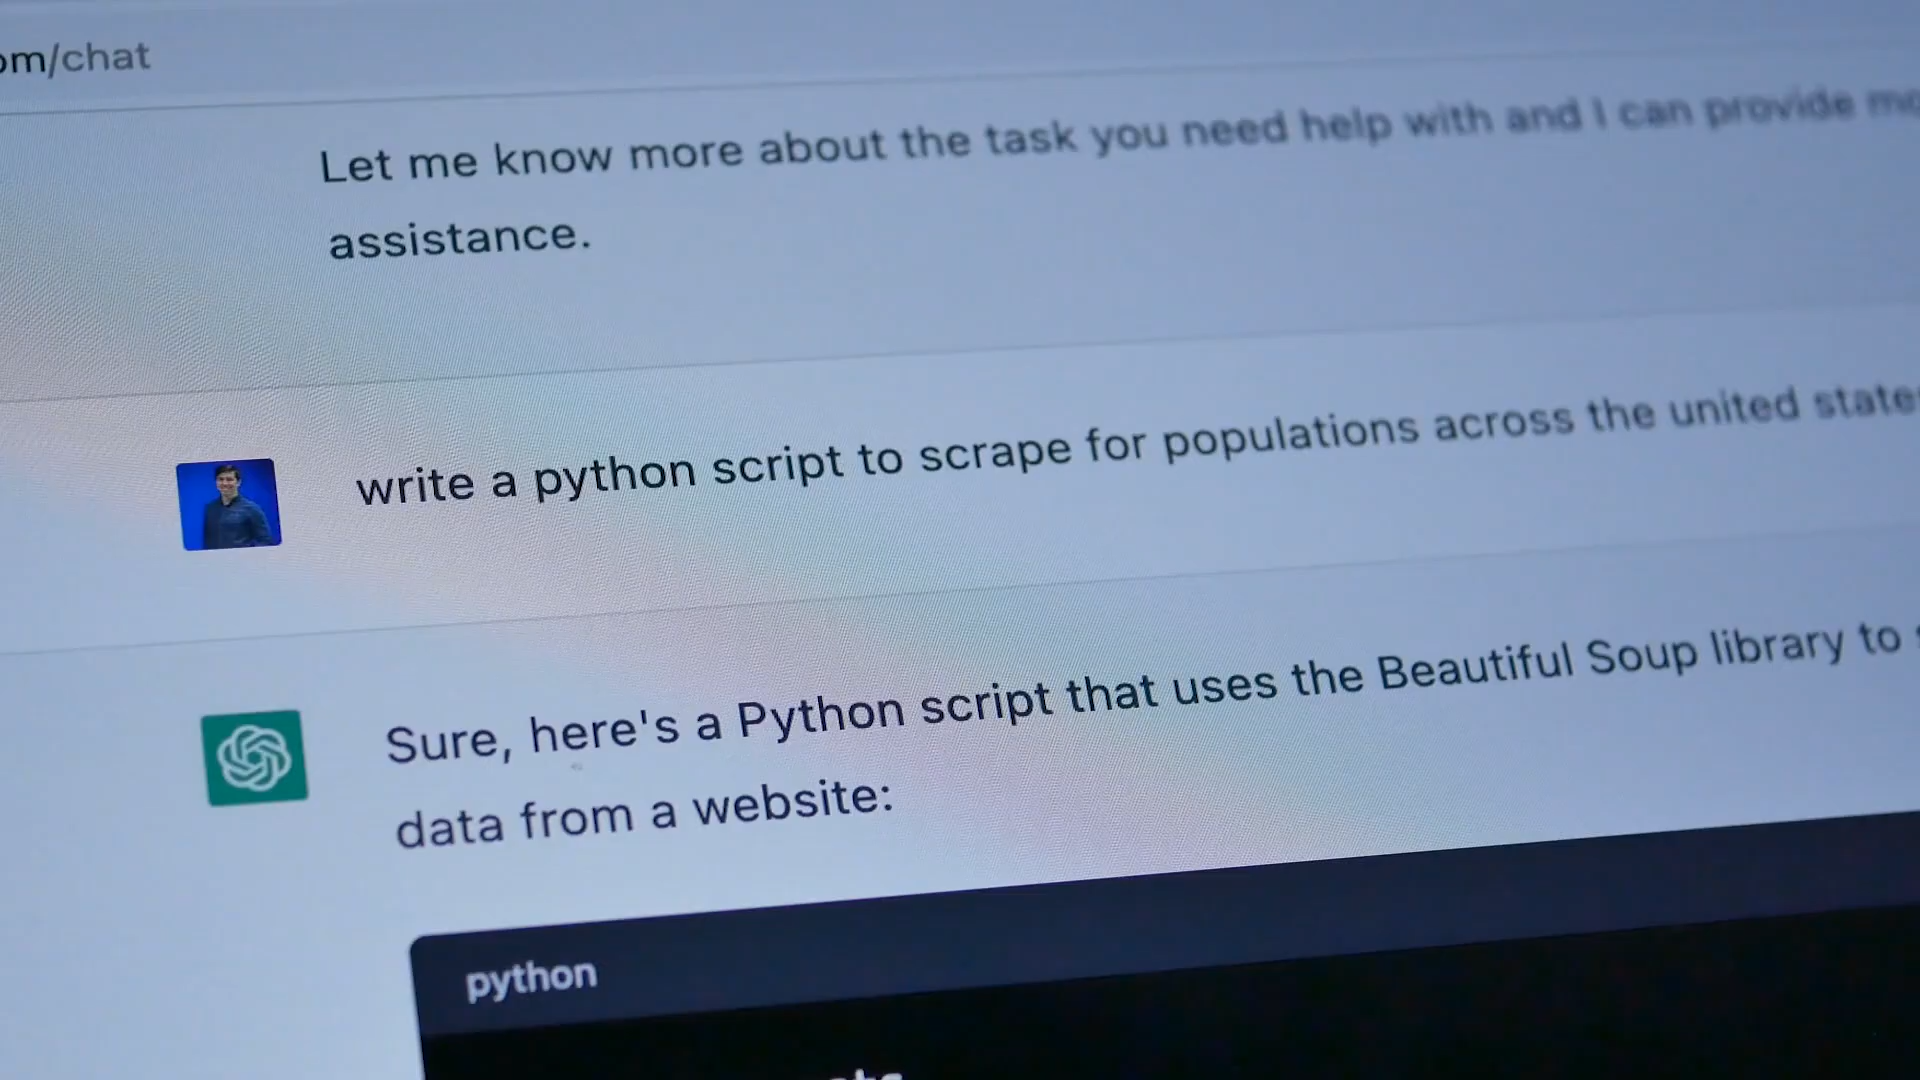 om/chat
Let me know more about the task you need help with and I can provide
assistance.
write a python script to scrape for populations across the united states
Sure, here's a Python script that uses the Beautiful Soup library to
data from a website:
python